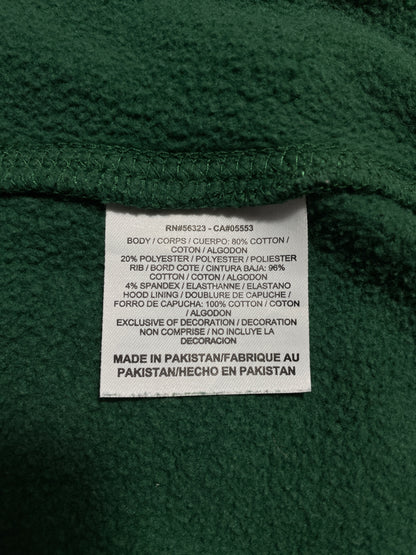 RN#56323 - CA#05553
BODY / CORPS / CUERPO: 80% COTTON /
COTON / ALGODON
20% POLYESTER / POLYESTER / POLIESTER
RIB / BORD COTE / CINTURA BAJA: 96%
COTTON / COTON / ALGODON
4% SPANDEX / ELASTHANNE / ELASTANO
HOOD LINING / DOUBLURE DE CAPUCHE /
FORRO DE CAPUCHA: 100% COTTON / COTON
/ ALGODON
EXCLUSIVE OF DECORATION / DECORATION
NON COMPRISE / NO INCLUYE LA
DECORACION
MADE IN PAKISTAN/FABRIQUE AU
PAKISTAN/HECHO EN PAKISTAN